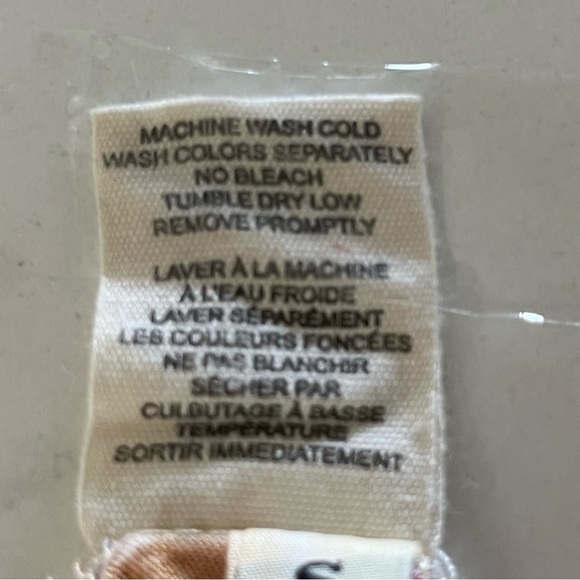 MACHINE WASH COLD
WASH COLORS SEPARATELY
NO BLEACH
TUMBLE DRY LOW
REMOVE PROMPTLY
LAVER À LA MACHINE
À L'EAU FROIDE
LAVER SÉPARÉMENT
LES COULEURS FONCÉES
NE PAS BLANCHIR
SÉCHER PAR
CULBUTAGE À BASSE
TEMPÉRATURE
SORTIR IMMÉDIATEMENT
S